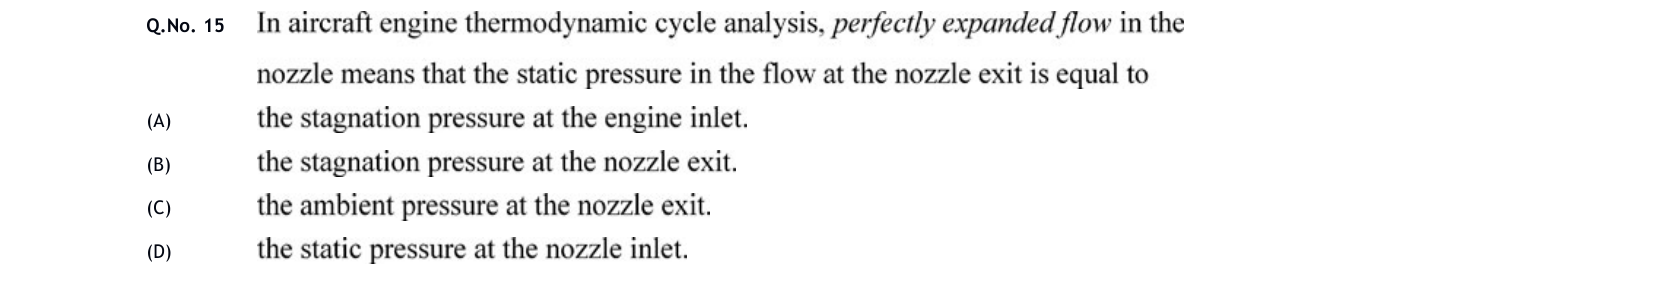 Q.No. 15 In aircraft engine thermodynamic cycle analysis, perfectly expanded flow in the
nozzle means that the static pressure in the flow at the nozzle exit is equal to
(A) the stagnation pressure at the engine inlet.
(B) the stagnation pressure at the nozzle exit.
(C) the ambient pressure at the nozzle exit.
(D) the static pressure at the nozzle inlet.